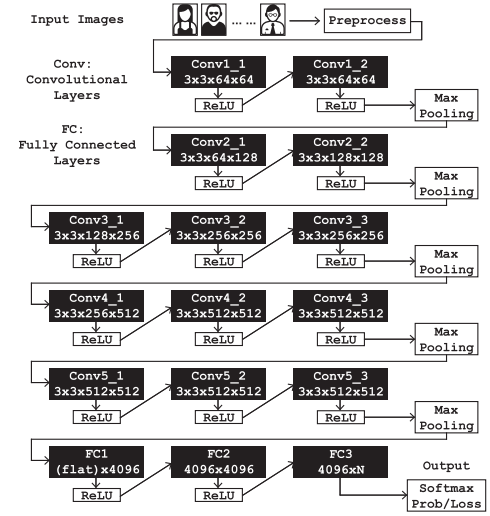 Input Images
... ...
Preprocess
Conv:
Convolutional
Layers
Conv1_1
3x3x64x64
ReLU
Conv1_2
3x3x64x64
ReLU
Max
Pooling
FC:
Fully Connected
Layers
Conv2_1
3x3x64x128
ReLU
Conv2_2
3x3x128x128
ReLU
Max
Pooling
Conv3_1
3x3x128x256
ReLU
Conv3_2
3x3x256x256
ReLU
Conv3_3
3x3x256x256
ReLU
Max
Pooling
Conv4_1
3x3x256x512
ReLU
Conv4_2
3x3x512x512
ReLU
Conv4_3
3x3x512x512
ReLU
Max
Pooling
Conv5_1
3x3x512x512
ReLU
Conv5_2
3x3x512x512
ReLU
Conv5_3
3x3x512x512
ReLU
Max
Pooling
FC1
(flat)x4096
ReLU
FC2
4096x4096
ReLU
FC3
4096xN
Output
Softmax
Prob/Loss